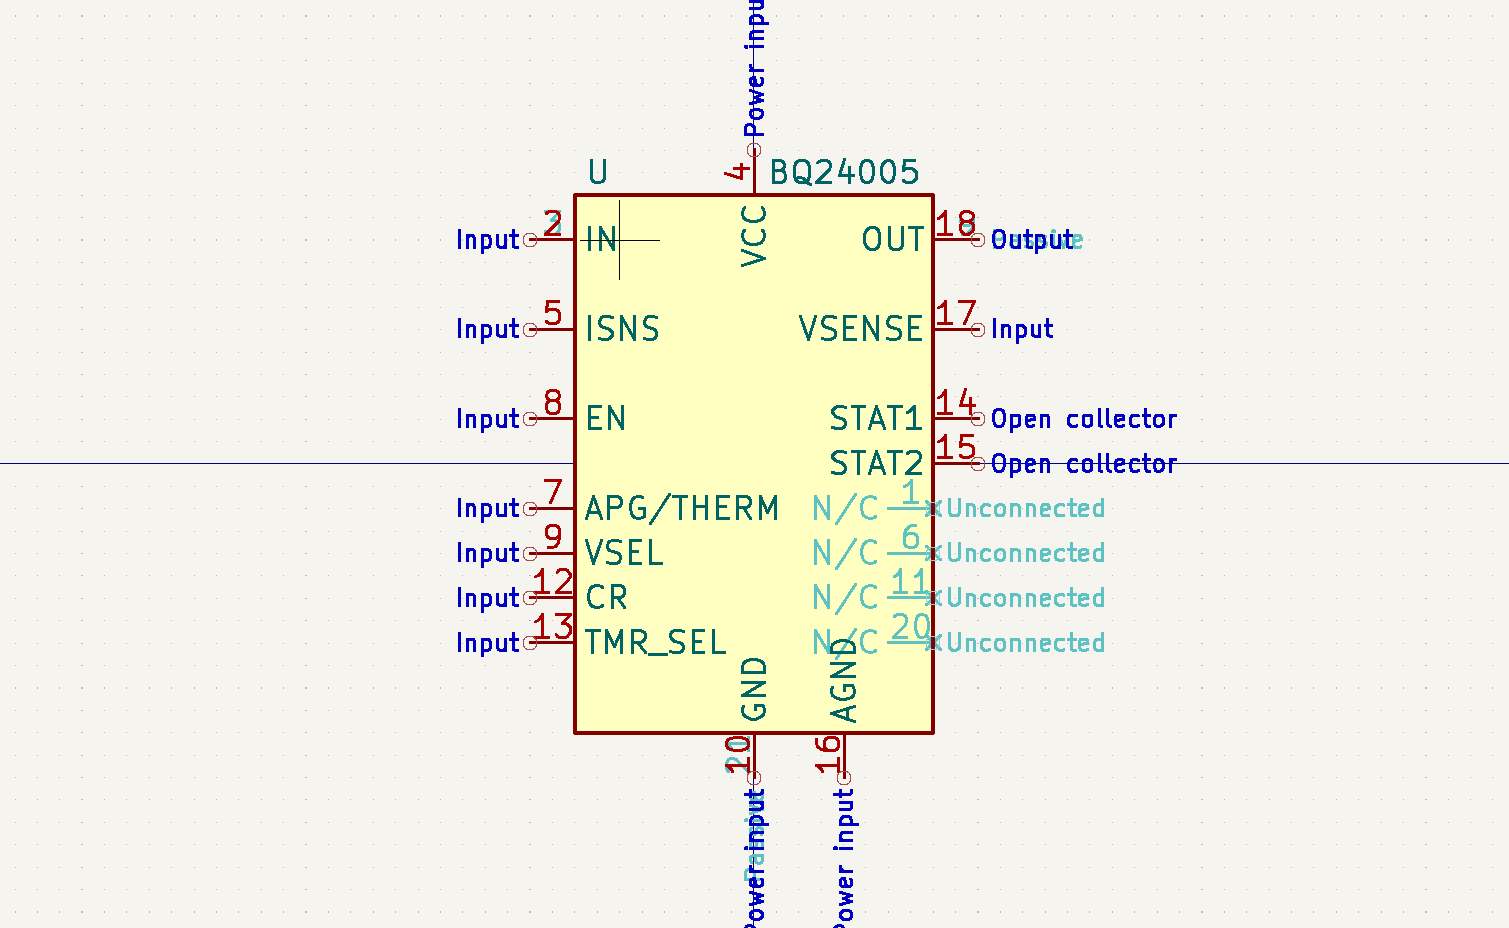 Power input
4
U
BQ24005
VCC
Input
2
IN
OUT
18
Output
Input
5
ISNS
VSENSE
17
Input
Input
8
EN
STAT1
14
Open collector
STAT2
15
Open collector
Input
7
APG/THERM
N/C
1
Unconnected
Input
9
VSEL
N/C
6
Unconnected
Input
12
CR
N/C
11
Unconnected
Input
13
TMR_SEL
N/C
20
Unconnected
GND
AGND
10
16
Power input
Passive
Power input